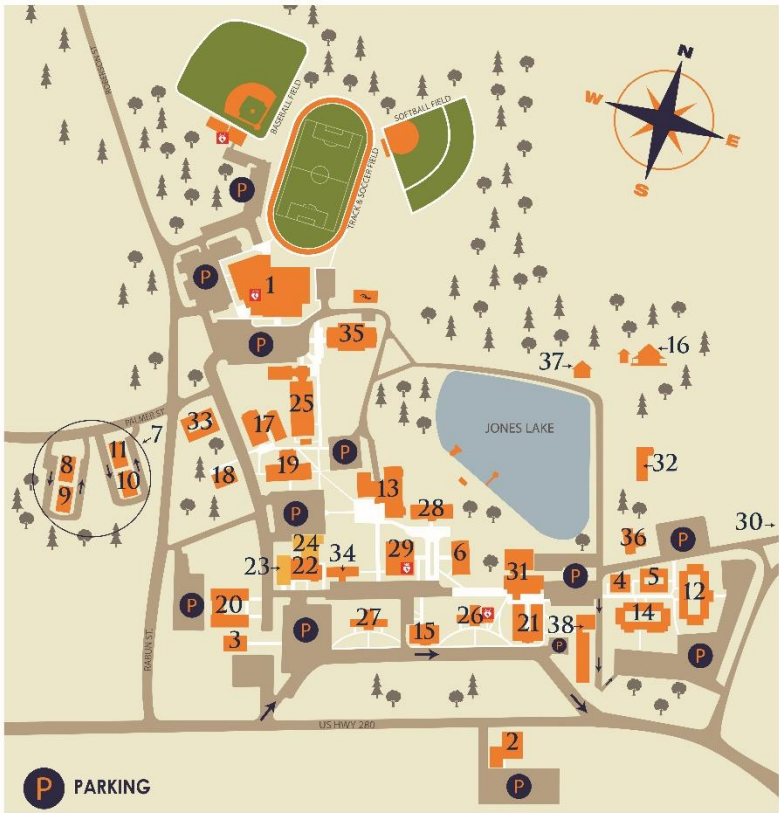 N
W
E
S
ROBERSON ST.
BASEBALL FIELD
SOFTBALL FIELD
TRACK & SOCCER FIELD
P
P
1
P
35
37
16
PALMER ST.
33
17
25
JONES LAKE
11
7
8
10
9
18
19
P
13
32
28
30
P
24
34
29
6
36
P
23
22
31
P
4
5
12
20
P
P
27
15
26
21
38
14
3
P
P
RABUN ST.
US HWY 280
2
P
P PARKING